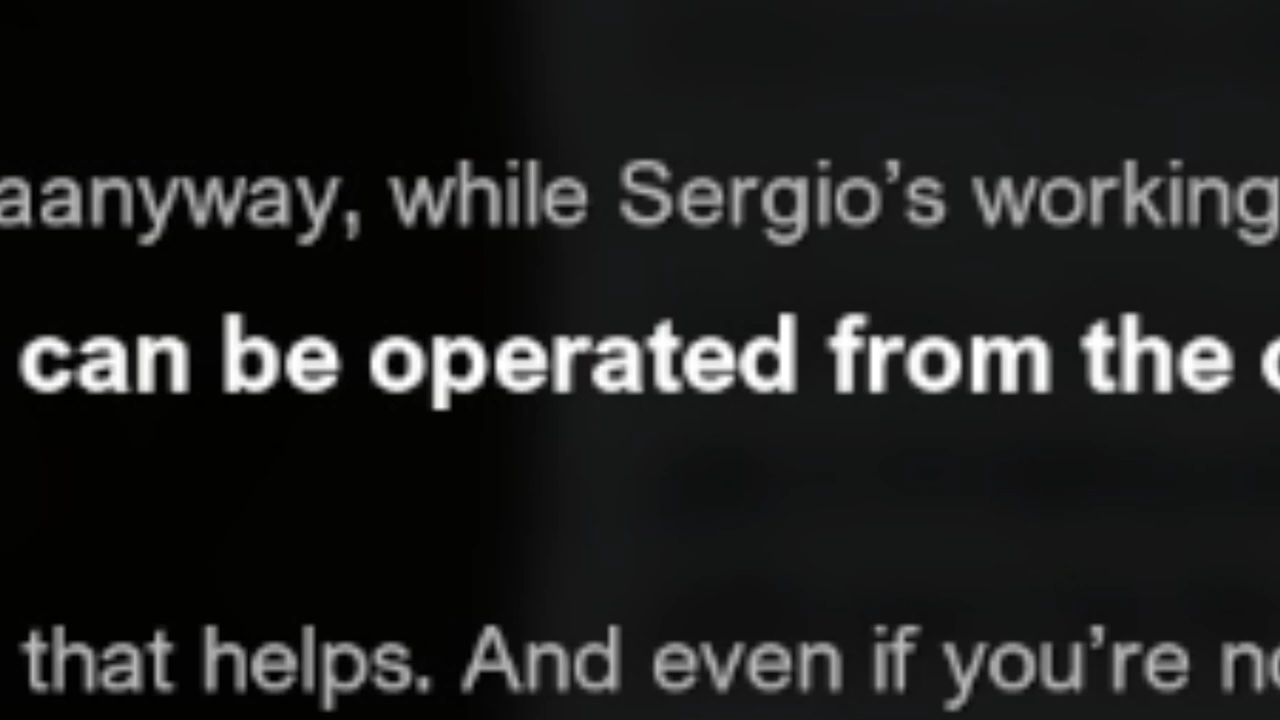 aanyway, while Sergio’s working
can be operated from the
that helps. And even if you’re